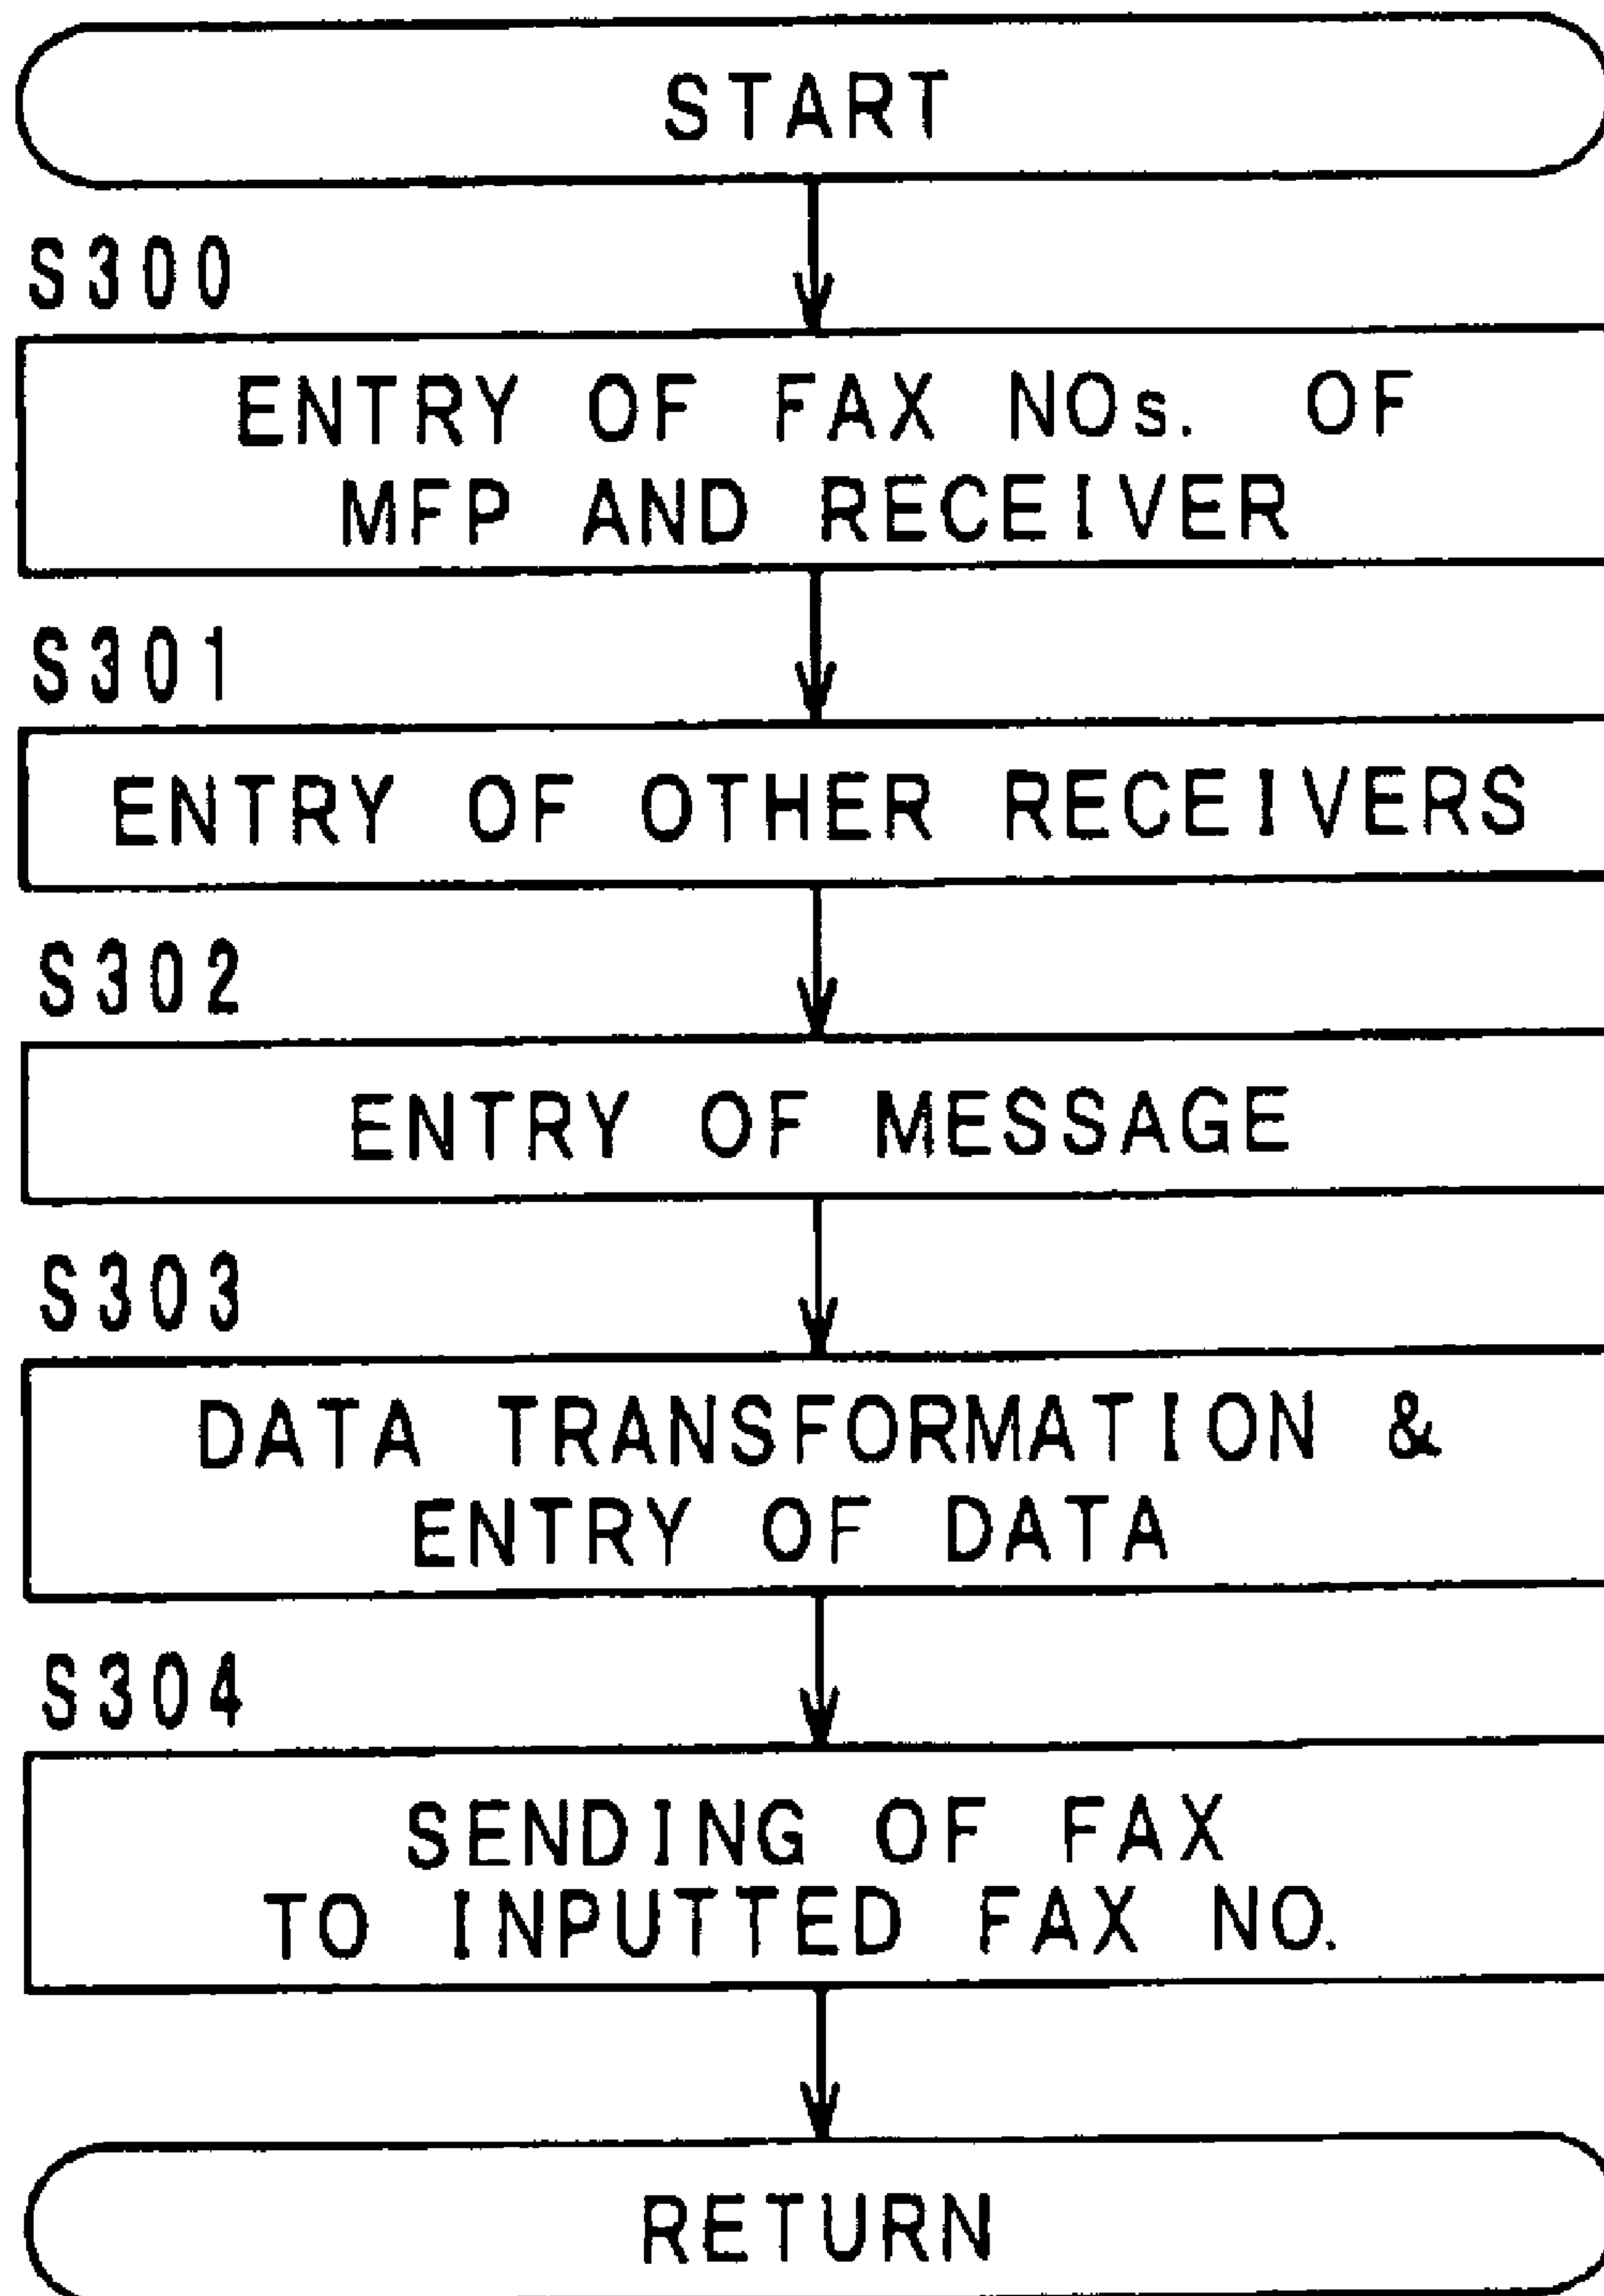 START
S300
ENTRY OF FAX NOs. OF
MFP AND RECEIVER
S301
ENTRY OF OTHER RECEIVERS
S302
ENTRY OF MESSAGE
S303
DATA TRANSFORMATION &
ENTRY OF DATA
S304
SENDING OF FAX
TO INPUTTED FAX NO.
RETURN